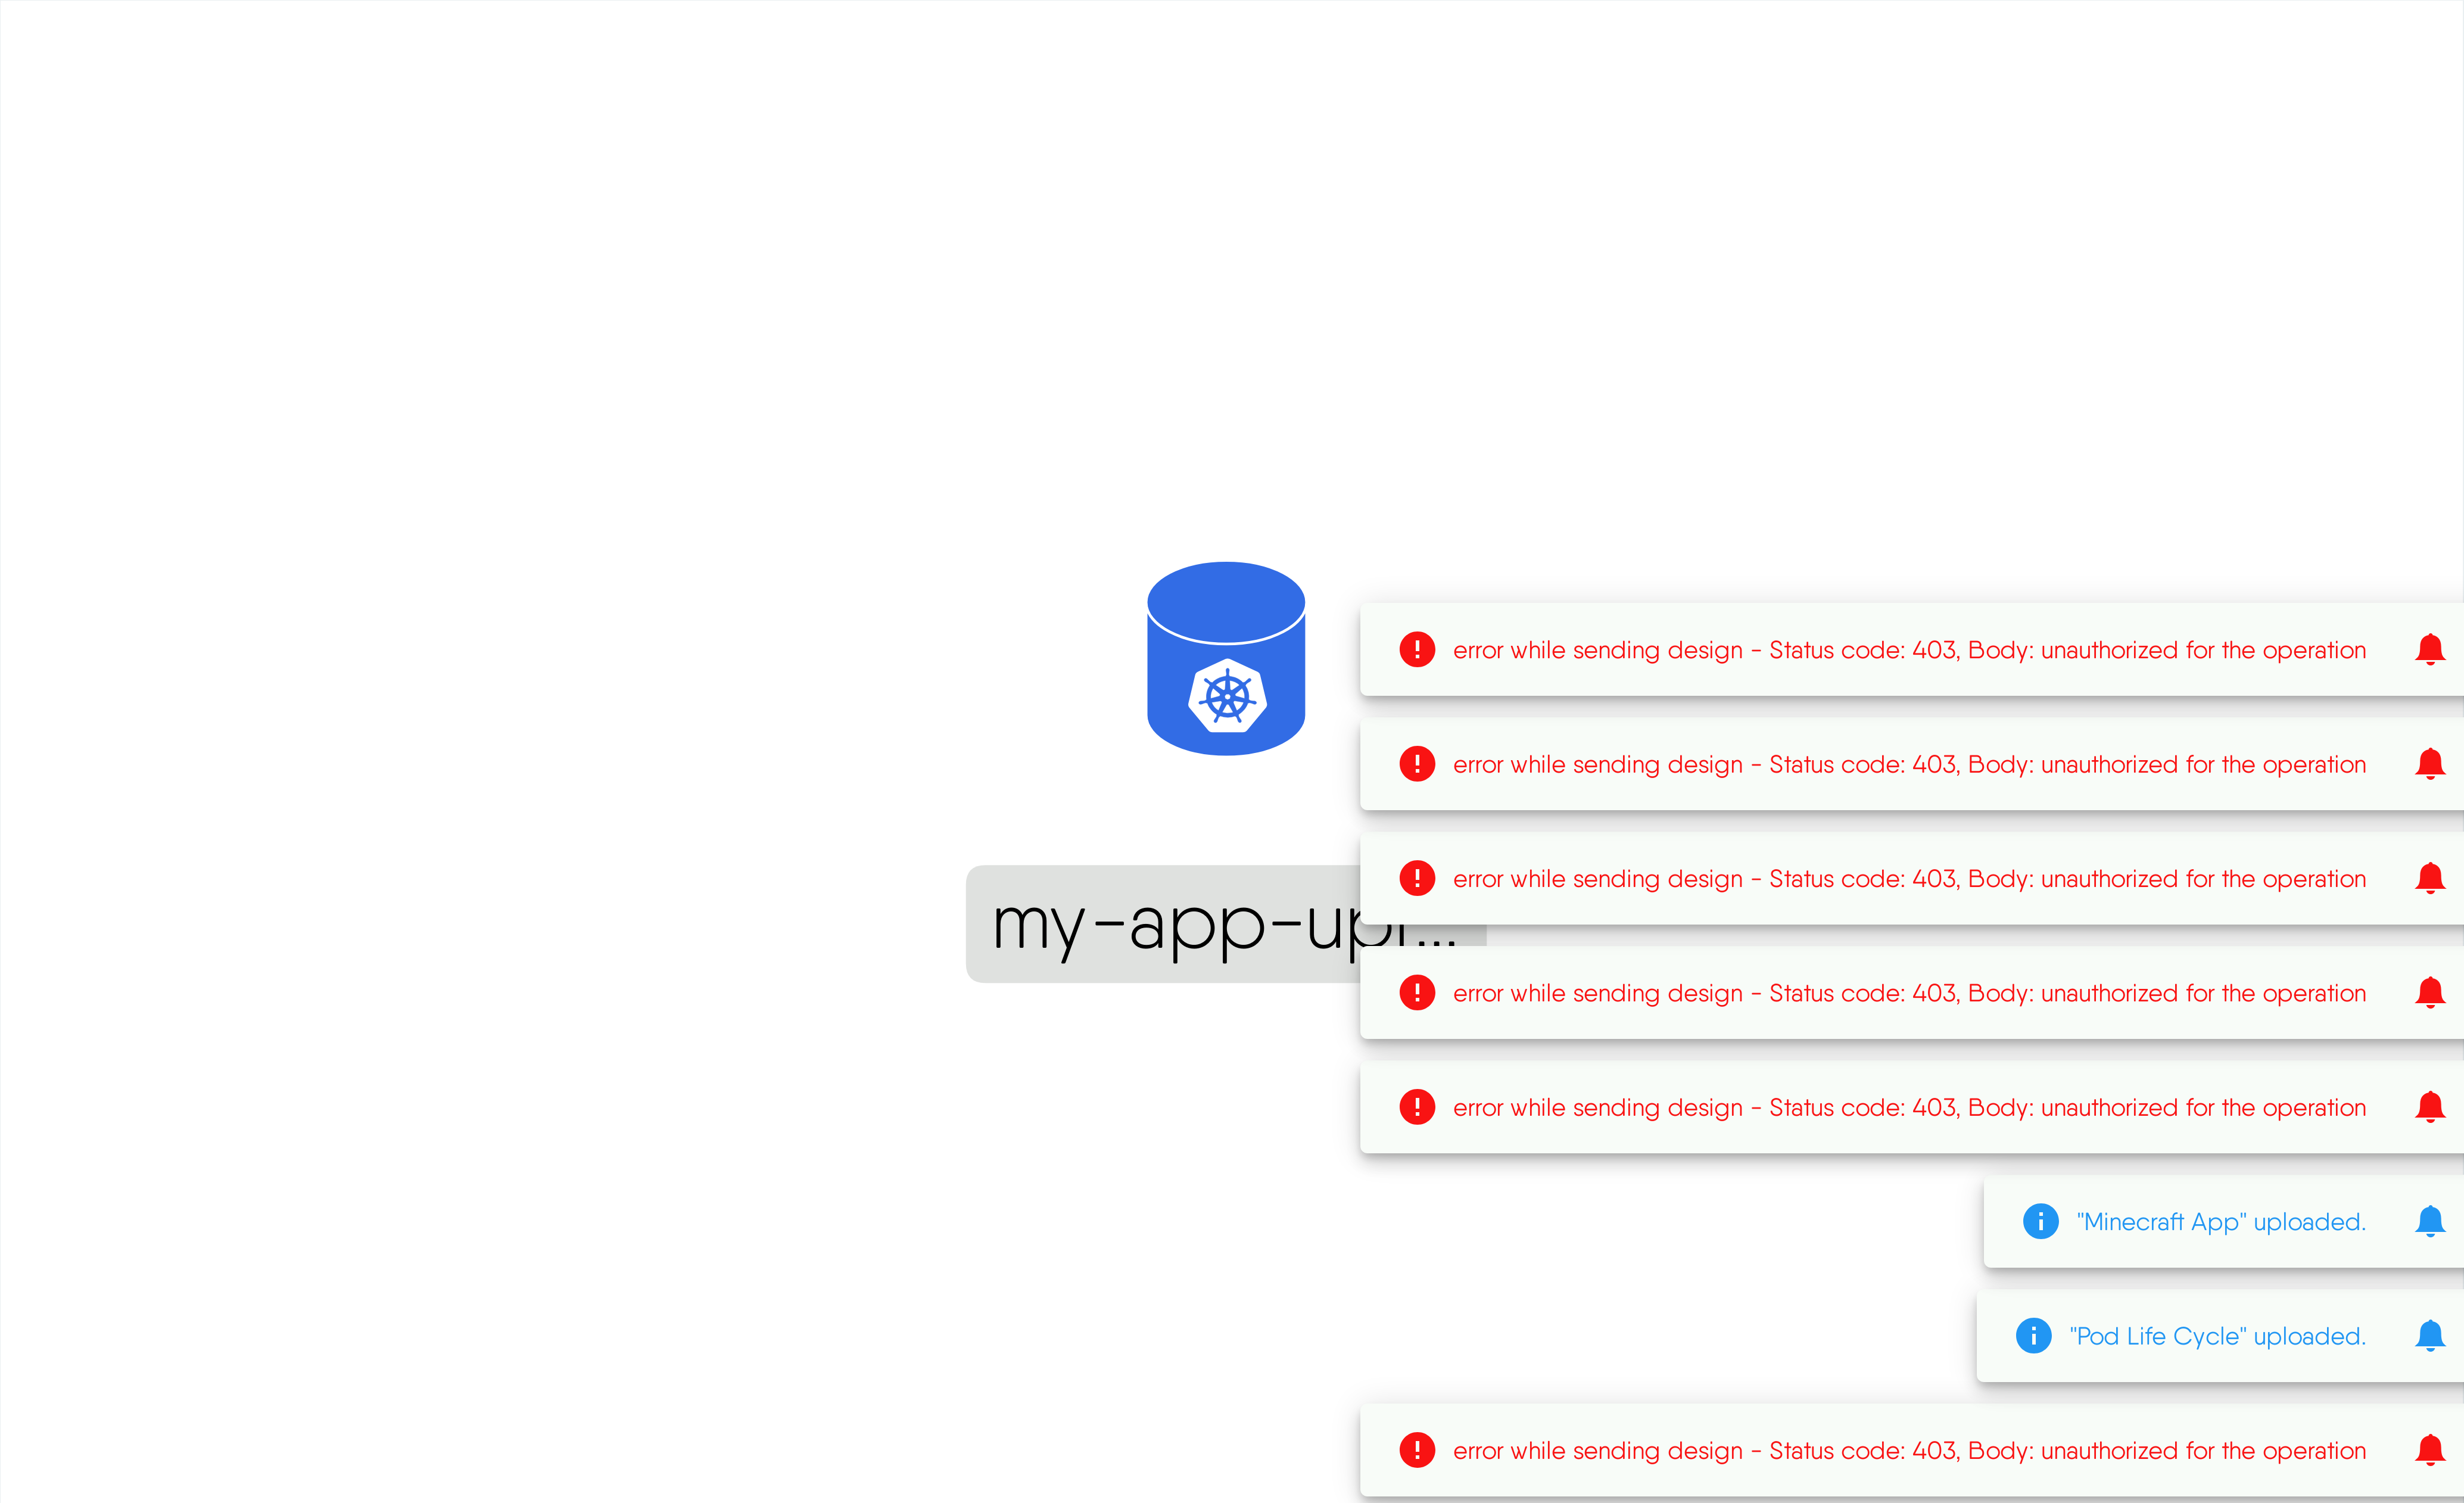 error while sending design - Status code: 403, Body: unauthorized for the operation
error while sending design - Status code: 403, Body: unauthorized for the operation
error while sending design - Status code: 403, Body: unauthorized for the operation
my-app-upl...
error while sending design - Status code: 403, Body: unauthorized for the operation
error while sending design - Status code: 403, Body: unauthorized for the operation
"Minecraft App" uploaded.
"Pod Life Cycle" uploaded.
error while sending design - Status code: 403, Body: unauthorized for the operation